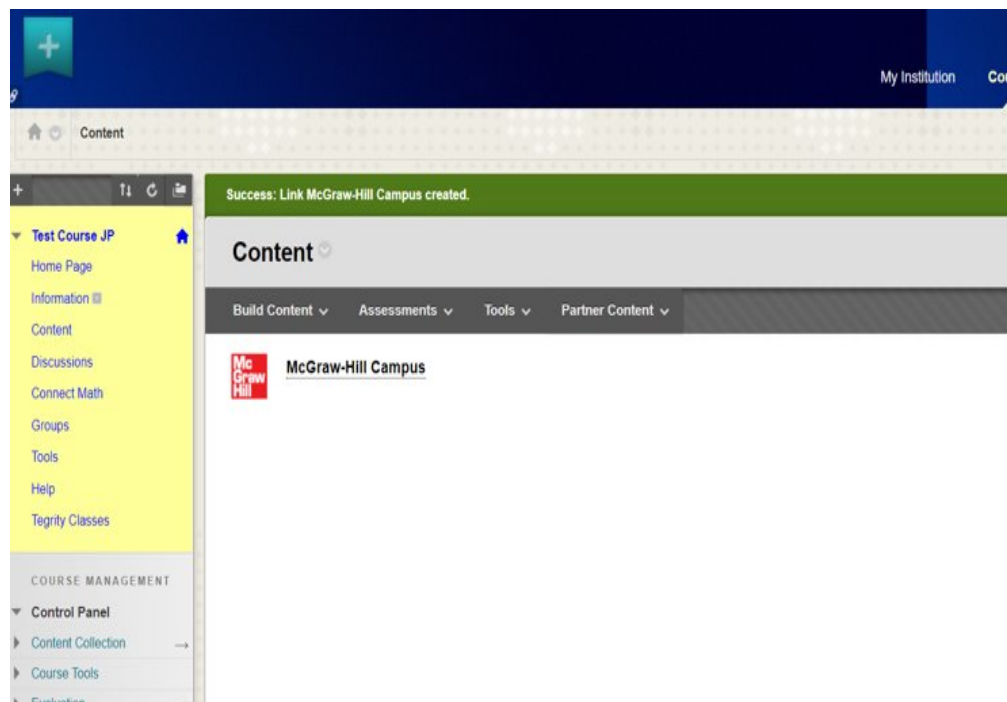 My Institution Cou
Content
Success: Link McGraw-Hill Campus created.
Test Course JP
Home Page
Information
Content
Discussions
Connect Math
Groups
Tools
Help
Tegrity Classes
COURSE MANAGEMENT
Control Panel
Content Collection
Course Tools
Evaluation
Content
Build Content Assessments Tools Partner Content
Mc
Graw
Hill
McGraw-Hill Campus